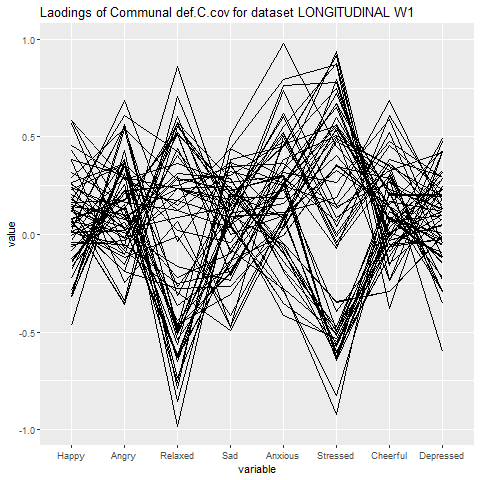 Laodings of Communal def.C.cov for dataset LONGITUDINAL W1
1.0
0.5
0.0
-0.5
-1.0
value
Happy Angry Relaxed Sad Anxious Stressed Cheerful Depressed
variable